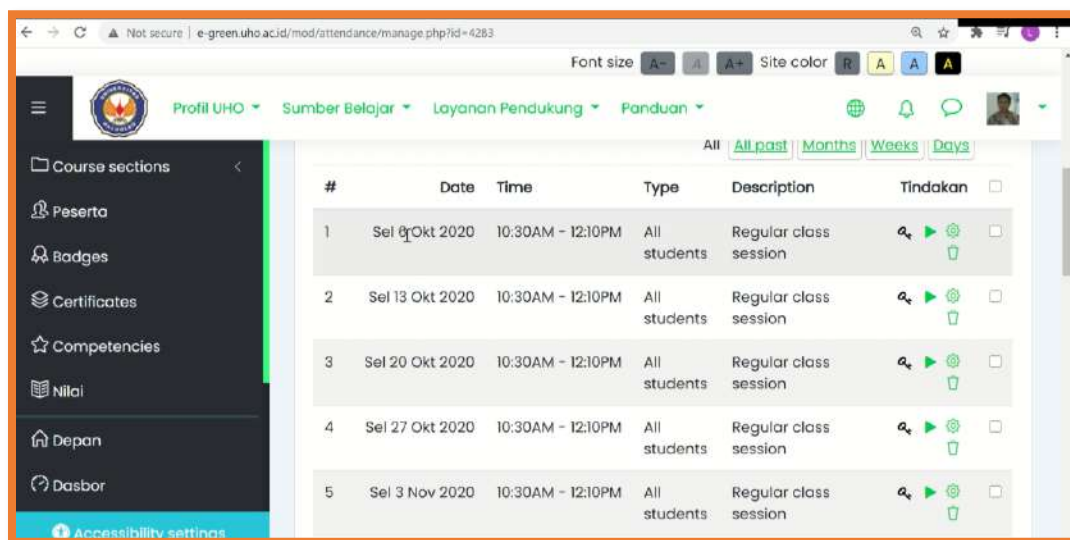 Not secure | e-green.uho.ac.id/mod/attendance/manage.php?id=4283
Font size A- A A+ Site color R A A A
Profil UHO Sumber Belajar Layanan Pendukung Panduan
Course sections
Peserta
Badges
Certificates
Competencies
Nilai
Depan
Dasbor
Accessibility settings
All All past Months Weeks Days
# Date Time Type Description Tindakan
1 Sel 6 Okt 2020 10:30AM - 12:10PM All students Regular class session
2 Sel 13 Okt 2020 10:30AM - 12:10PM All students Regular class session
3 Sel 20 Okt 2020 10:30AM - 12:10PM All students Regular class session
4 Sel 27 Okt 2020 10:30AM - 12:10PM All students Regular class session
5 Sel 3 Nov 2020 10:30AM - 12:10PM All students Regular class session